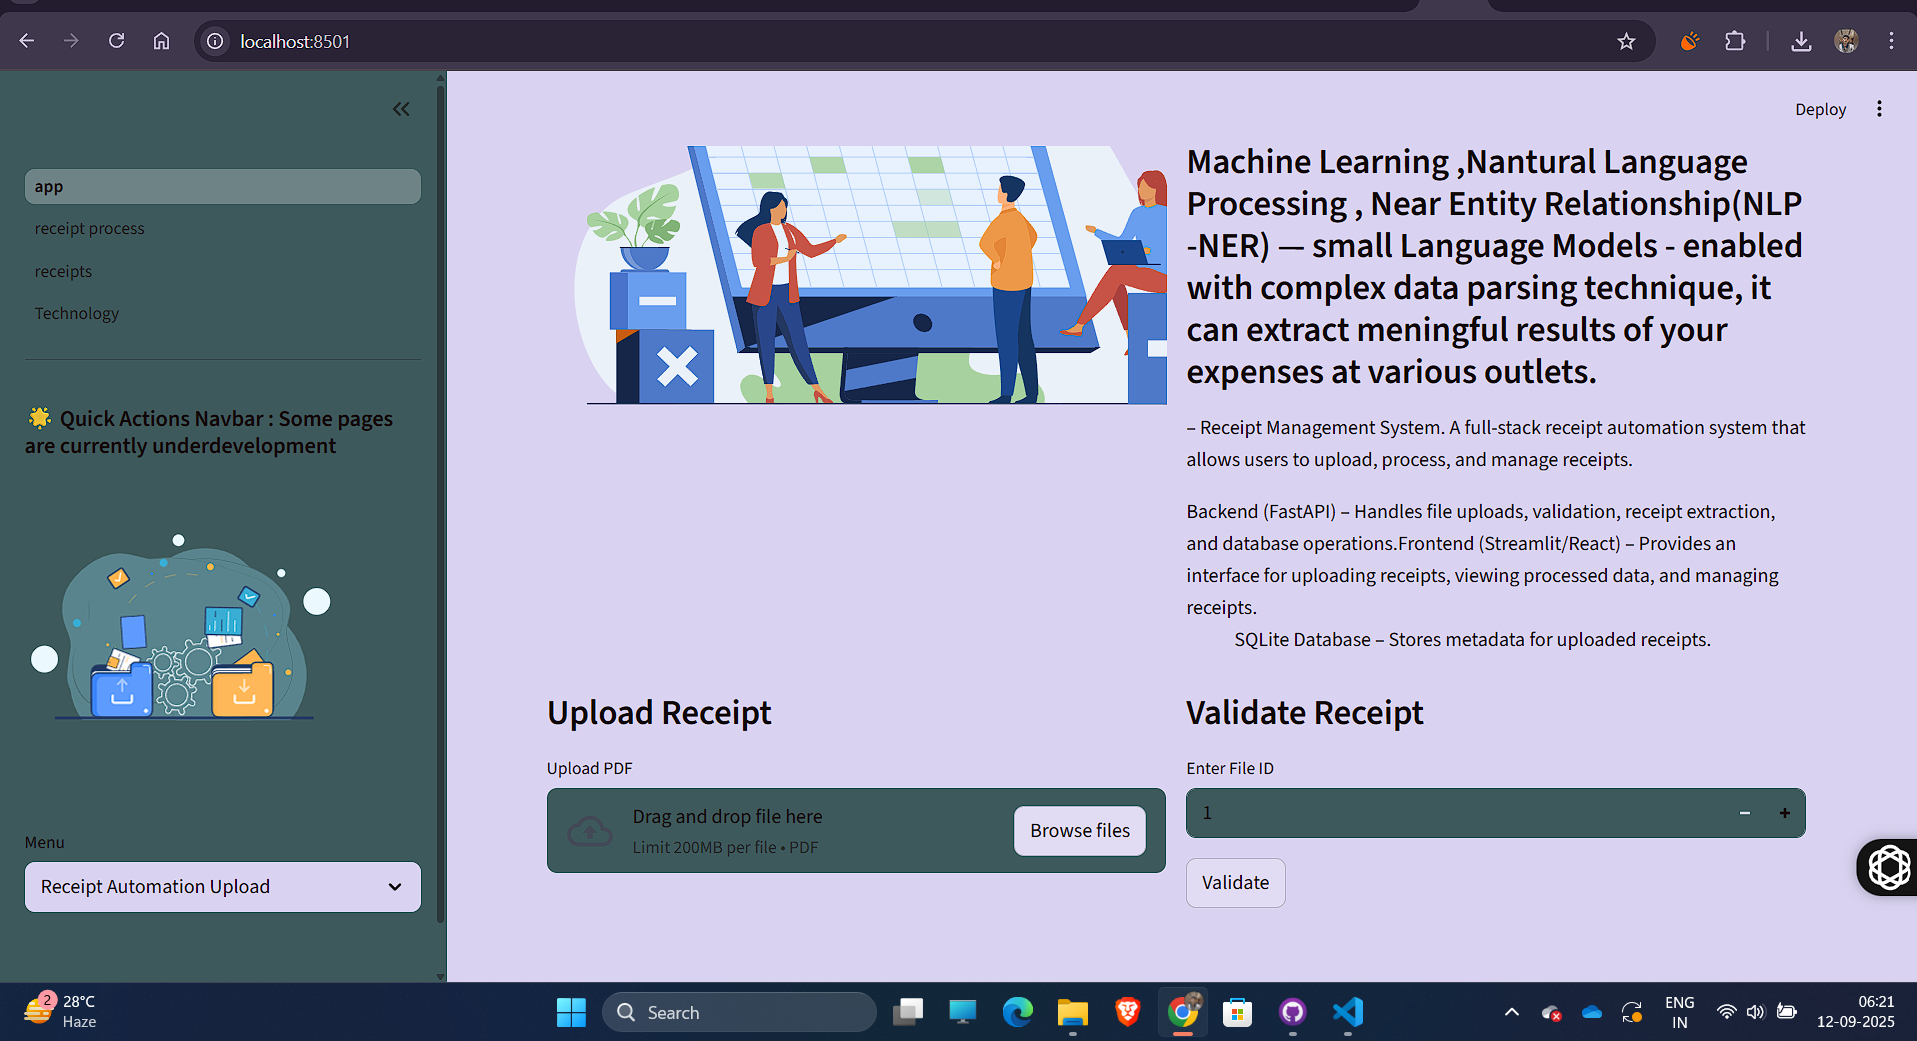 localhost:8501
Deploy
app
receipt process
receipts
Technology
Quick Actions Navbar : Some pages
are currently underdevelopment
Menu
Receipt Automation Upload
Machine Learning ,Nantural Language
Processing , Near Entity Relationship(NLP
-NER) — small Language Models - enabled
with complex data parsing technique, it
can extract meningful results of your
expenses at various outlets.
– Receipt Management System. A full-stack receipt automation system that
allows users to upload, process, and manage receipts.
Backend (FastAPI) – Handles file uploads, validation, receipt extraction,
and database operations.Frontend (Streamlit/React) – Provides an
interface for uploading receipts, viewing processed data, and managing
receipts.
SQLite Database – Stores metadata for uploaded receipts.
Upload Receipt
Upload PDF
Drag and drop file here
Limit 200MB per file • PDF
Browse files
Validate Receipt
Enter File ID
1
Validate
2
28°C
Haze
Search
ENG
IN
06:21
12-09-2025